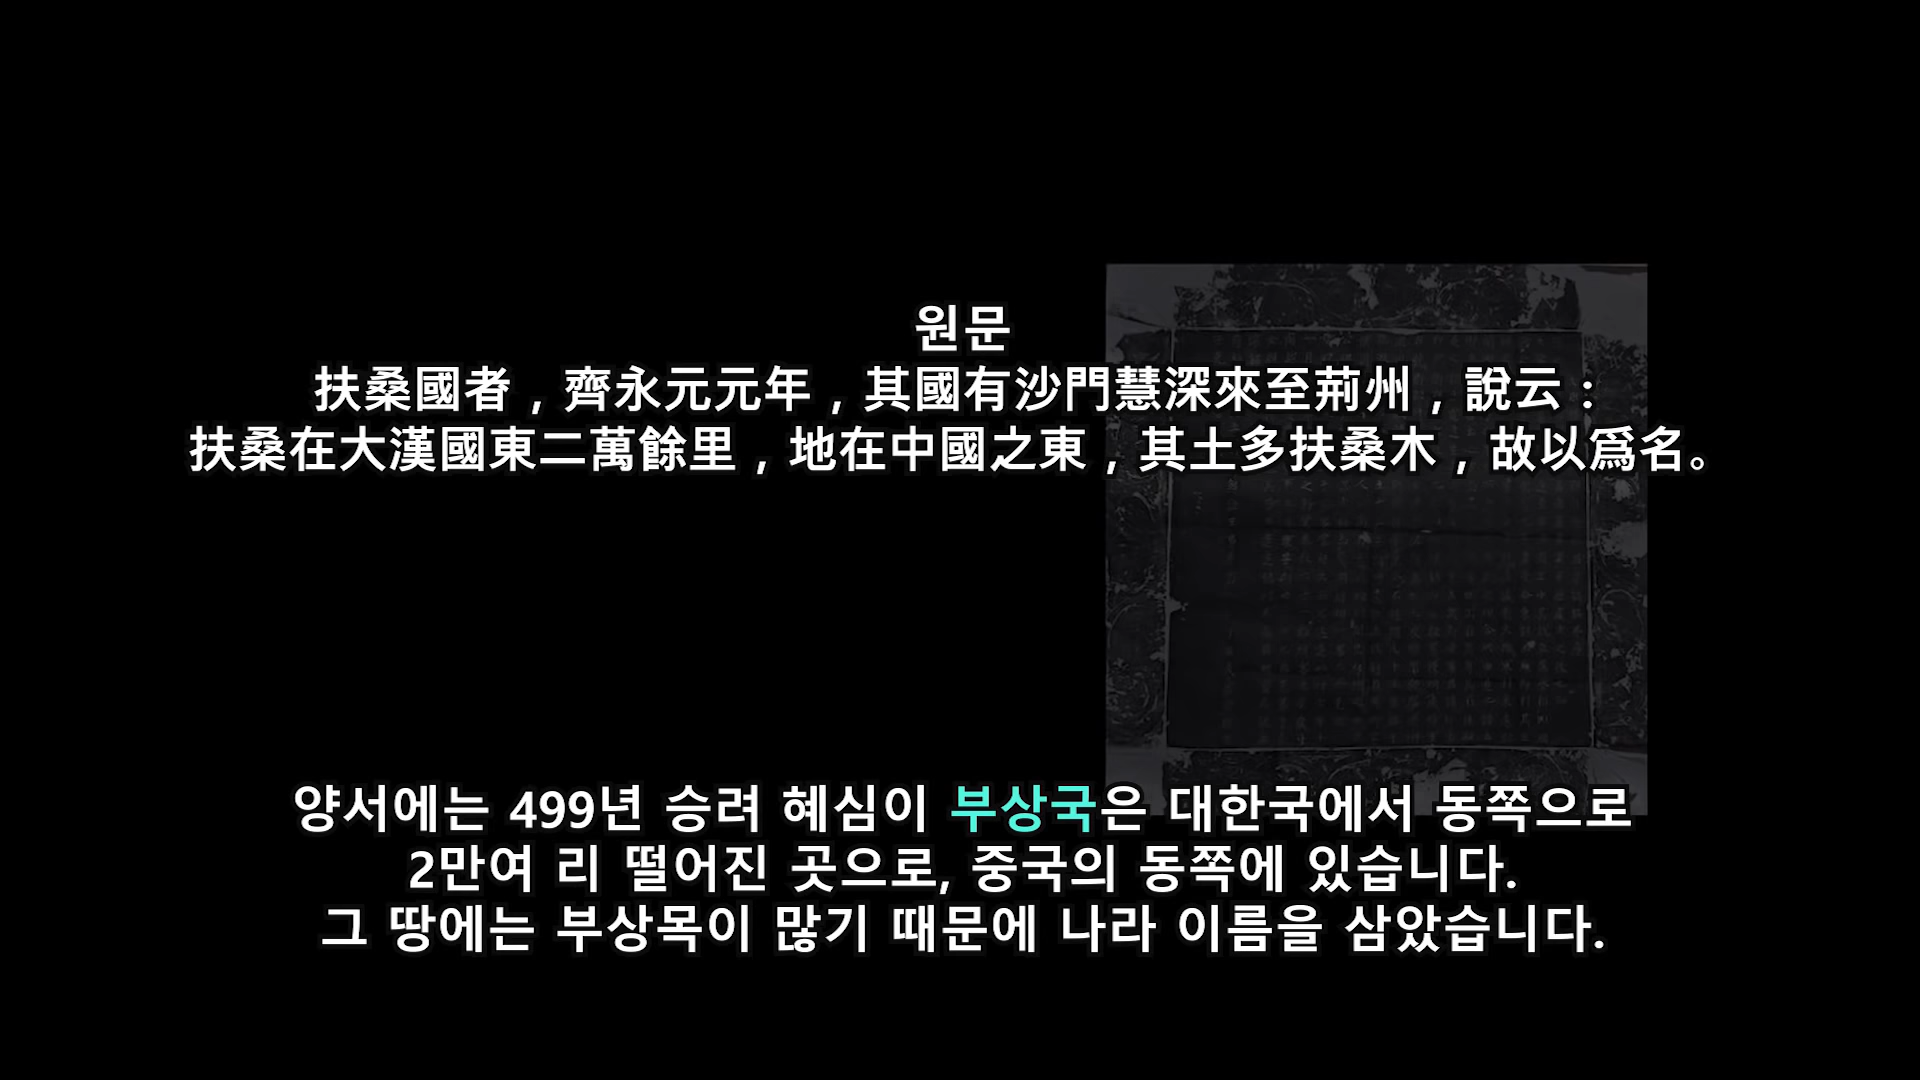 원문
扶桑國者，齊永元元年，其國有沙門慧深來至荊州，說云：
扶桑在大漢國東二萬餘里，地在中國之東，其土多扶桑木，故以爲名。
양서에는 499년 승려 혜심이 부상국은 대한국에서 동쪽으로
2만여 리 떨어진 곳으로, 중국의 동쪽에 있습니다.
그 땅에는 부상목이 많기 때문에 나라 이름을 삼았습니다.